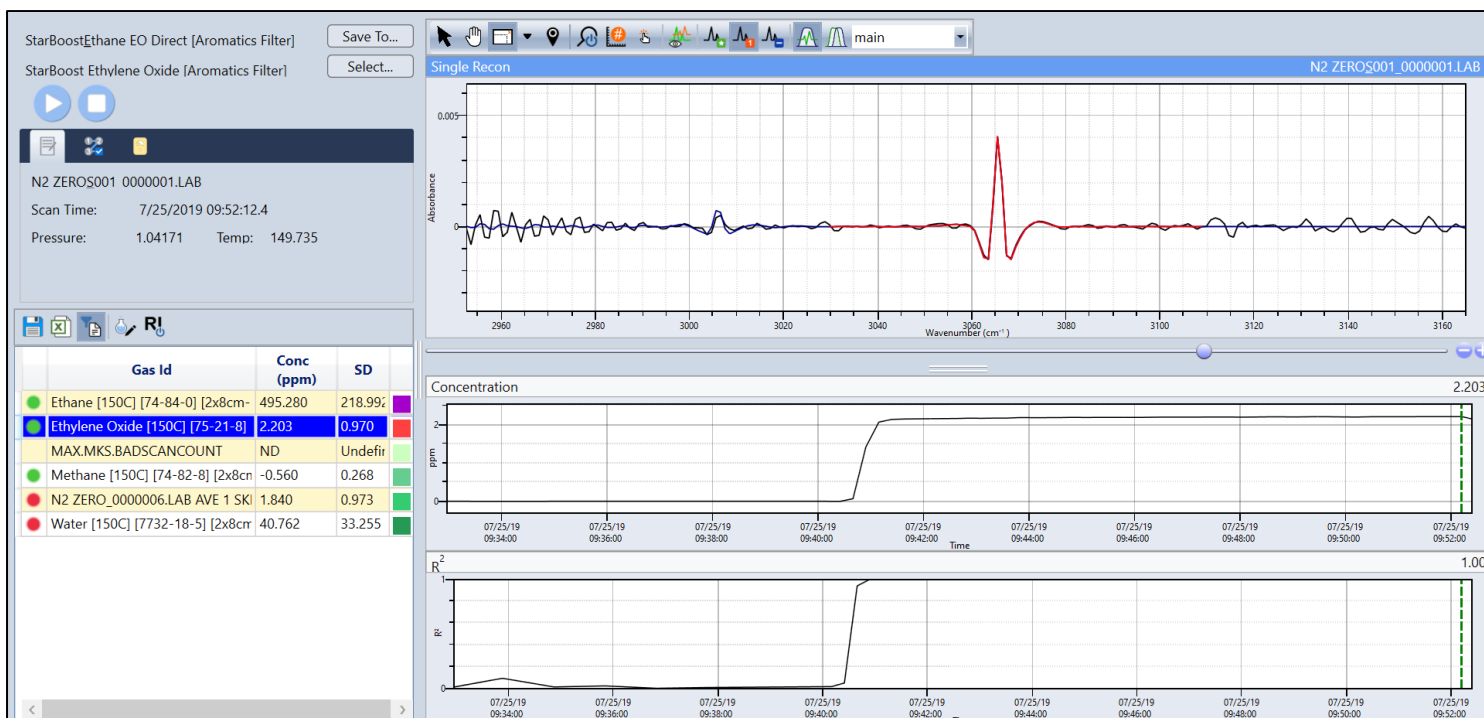 StarBoostEthane EO Direct [Aromatics Filter]
Save To...
StarBoost Ethylene Oxide [Aromatics Filter]
Select...
N2 ZEROS001 0000001.LAB
Scan Time: 7/25/2019 09:52:12.4
Pressure: 1.04171 Temp: 149.735
R!
Gas Id Conc (ppm) SD
Ethane [150C] [74-84-0] [2x8cm- 495.280 218.992
Ethylene Oxide [150C] [75-21-8] 2.203 0.970
MAX.MKS.BADSCANCOUNT ND Undefir
Methane [150C] [74-82-8] [2x8cn -0.560 0.268
N2 ZERO_0000006.LAB AVE 1 SKI 1.840 0.973
Water [150C] [7732-18-5] [2x8cm 40.762 33.255
main
Single Recon N2 ZEROS001_0000001.LAB
0.005
Absorbance
0
2960 2980 3000 3020 3040 3060 3080 3100 3120 3140 3160
Wavenumber (cm⁻¹)
Concentration 2.203
2
ppm
0
07/25/19 07/25/19 07/25/19 07/25/19 07/25/19 07/25/19 07/25/19 07/25/19 07/25/19 07/25/19
09:34:00 09:36:00 09:38:00 09:40:00 09:42:00 09:44:00 09:46:00 09:48:00 09:50:00 09:52:00
Time
R² 1.00
1
R²
0
07/25/19 07/25/19 07/25/19 07/25/19 07/25/19 07/25/19 07/25/19 07/25/19 07/25/19 07/25/19
09:34:00 09:36:00 09:38:00 09:40:00 09:42:00 09:44:00 09:46:00 09:48:00 09:50:00 09:52:00